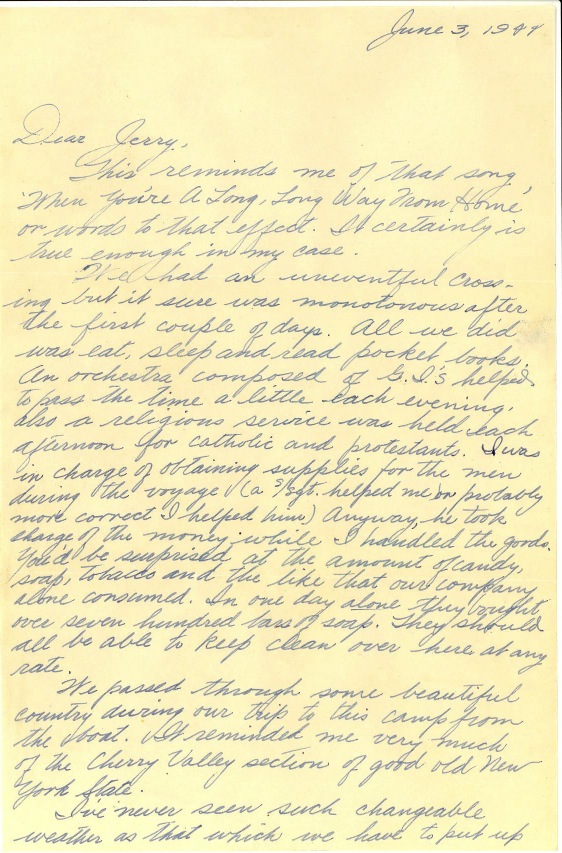 June 3, 1944
Dear Jerry,
This reminds me of that song
'When You're A Long, Long Way From Home'
or words to that effect. It certainly is
true enough in my case.
We had an uneventful cross-
ing but it sure was monotonous after
the first couple of days. All we did
was eat, sleep and read pocket books.
An orchestra composed of G.I.'s helped
to pass the time a little each evening,
also a religious service was held each
afternoon for catholic and protestants. I was
in charge of obtaining supplies for the men
during the voyage (a S/Sgt. helped me or probably
more correct I helped him.) Anyway, he took
charge of the money while I handled the goods.
You'd be surprised at the amount of candy,
soap, tobacco and the like that our company
alone consumed. In one day alone they bought
over seven hundred bars of soap. They should
all be able to keep clean over here at any
rate.
We passed through some beautiful
country during our trip to this camp from
the boat. It reminded me very much
of the Cherry Valley section of good old New
York State.
I've never seen such changeable
weather as that which we have to put up